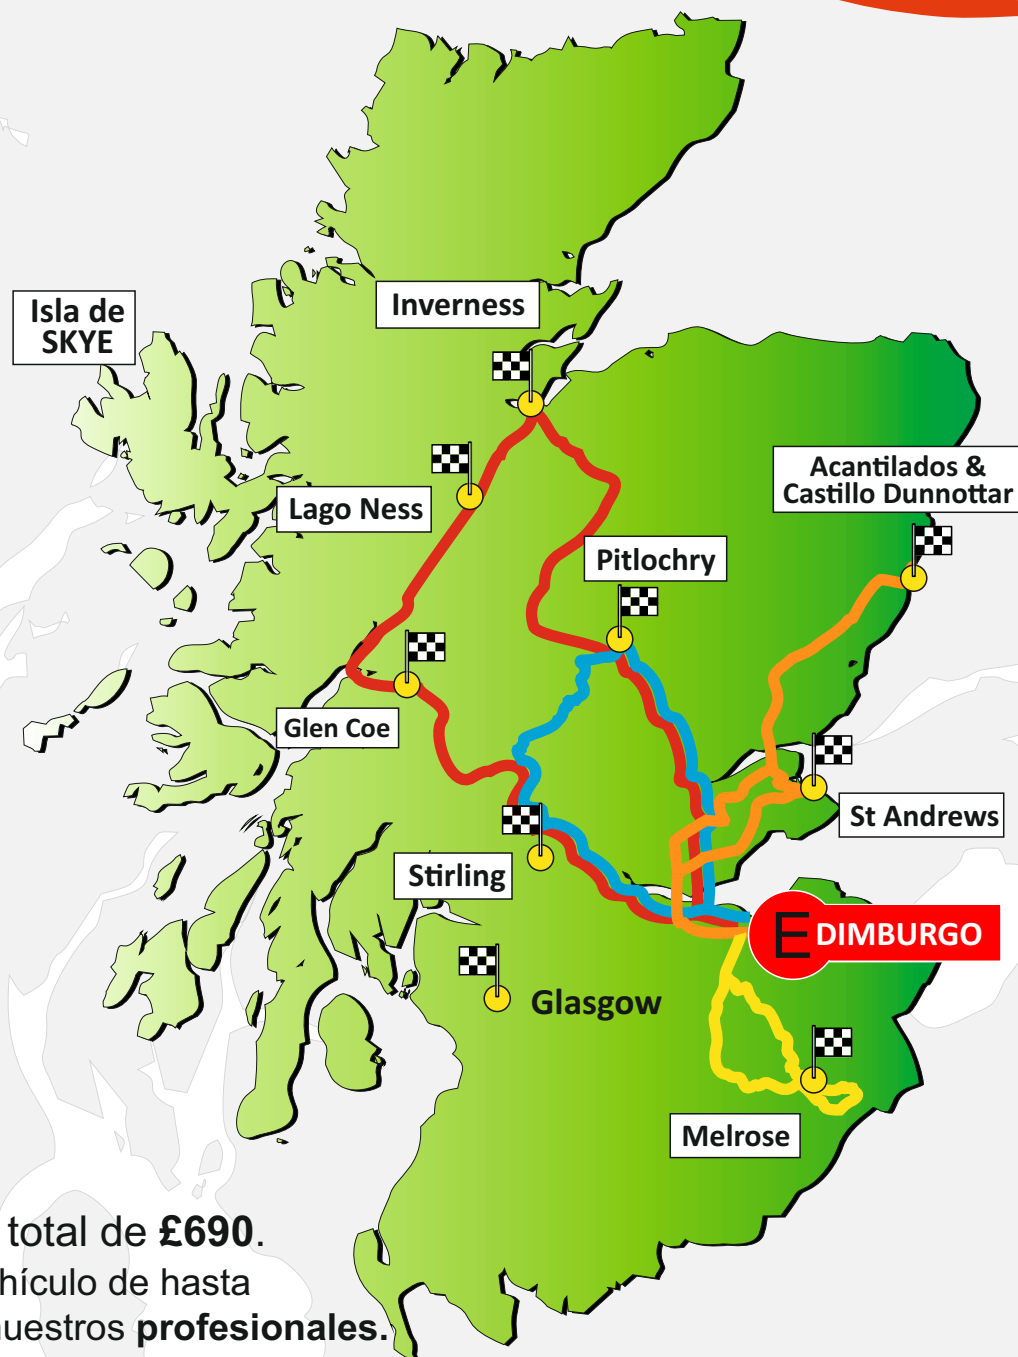 Isla de
SKYE
Inverness
Acantilados &
Castillo Dunnottar
Lago Ness
Pitlochry
Glen Coe
St Andrews
Stirling
EDIMBURGO
Glasgow
Melrose
total de £690.
hículo de hasta
nuestros profesionales.